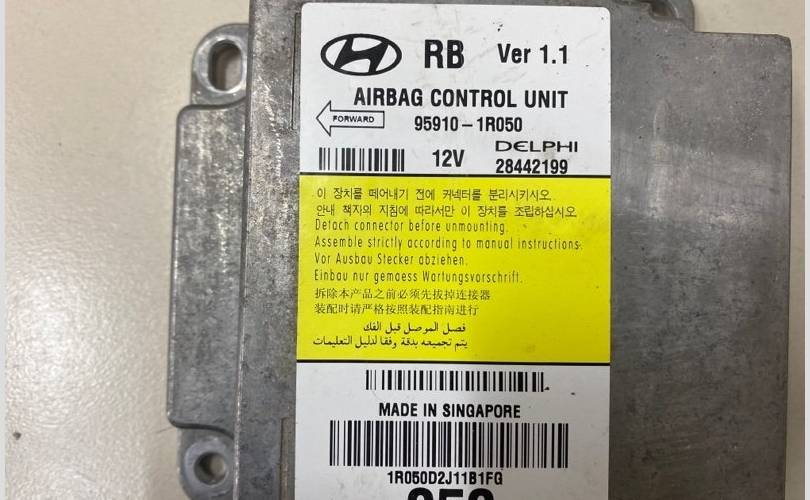 RB Ver 1.1
AIRBAG CONTROL UNIT
FORWARD
95910-1R050
12V
DELPHI
28442199
이 장치를 떼어내기 전에 커넥터를 분리시키시오.
안내 책자의 지침에 따라서만 이 장치를 조립하십시오.
Detach connector before unmounting.
Assemble strictly according to manual instructions.
Vor Ausbau Stecker abziehen.
Einbau nur gemaess Wartungsvorschrift.
拆除本产品之前必须先拔掉连接器
装配时请严格按照装配指南进行
فصل الموصل قبل الفك
يتم تجميعه بدقة وفقا لدليل التعليمات
MADE IN SINGAPORE
1R050D2J11B1FG